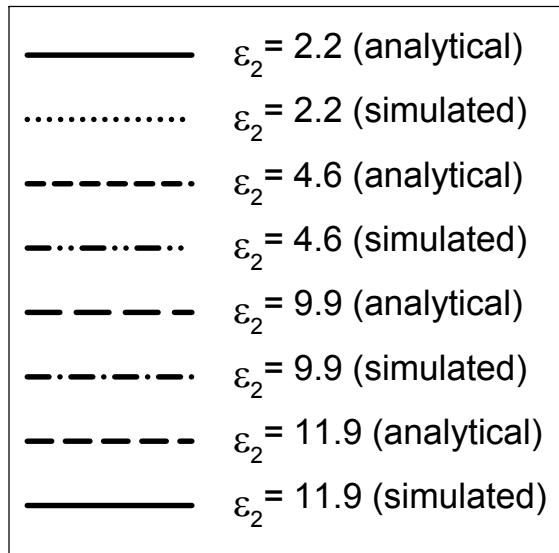 ε₂= 2.2 (analytical)
ε₂= 2.2 (simulated)
ε₂= 4.6 (analytical)
ε₂= 4.6 (simulated)
ε₂= 9.9 (analytical)
ε₂= 9.9 (simulated)
ε₂= 11.9 (analytical)
ε₂= 11.9 (simulated)